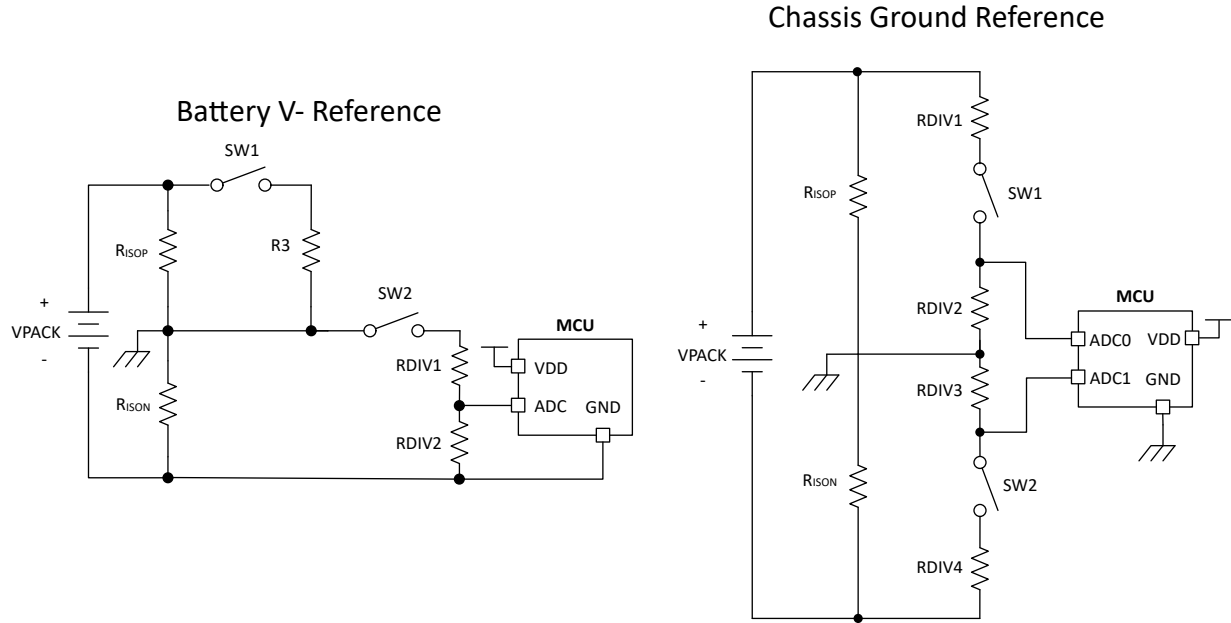 Chassis Ground Reference
Battery V- Reference
SW1
RISOP
R3
SW2
+
VPACK
-
RISON
RDIV1
RDIV2
MCU
VDD
ADC
GND
RDIV1
SW1
RISOP
RDIV2
+
VPACK
-
RDIV3
RISON
SW2
RDIV4
MCU
ADC0
VDD
ADC1
GND